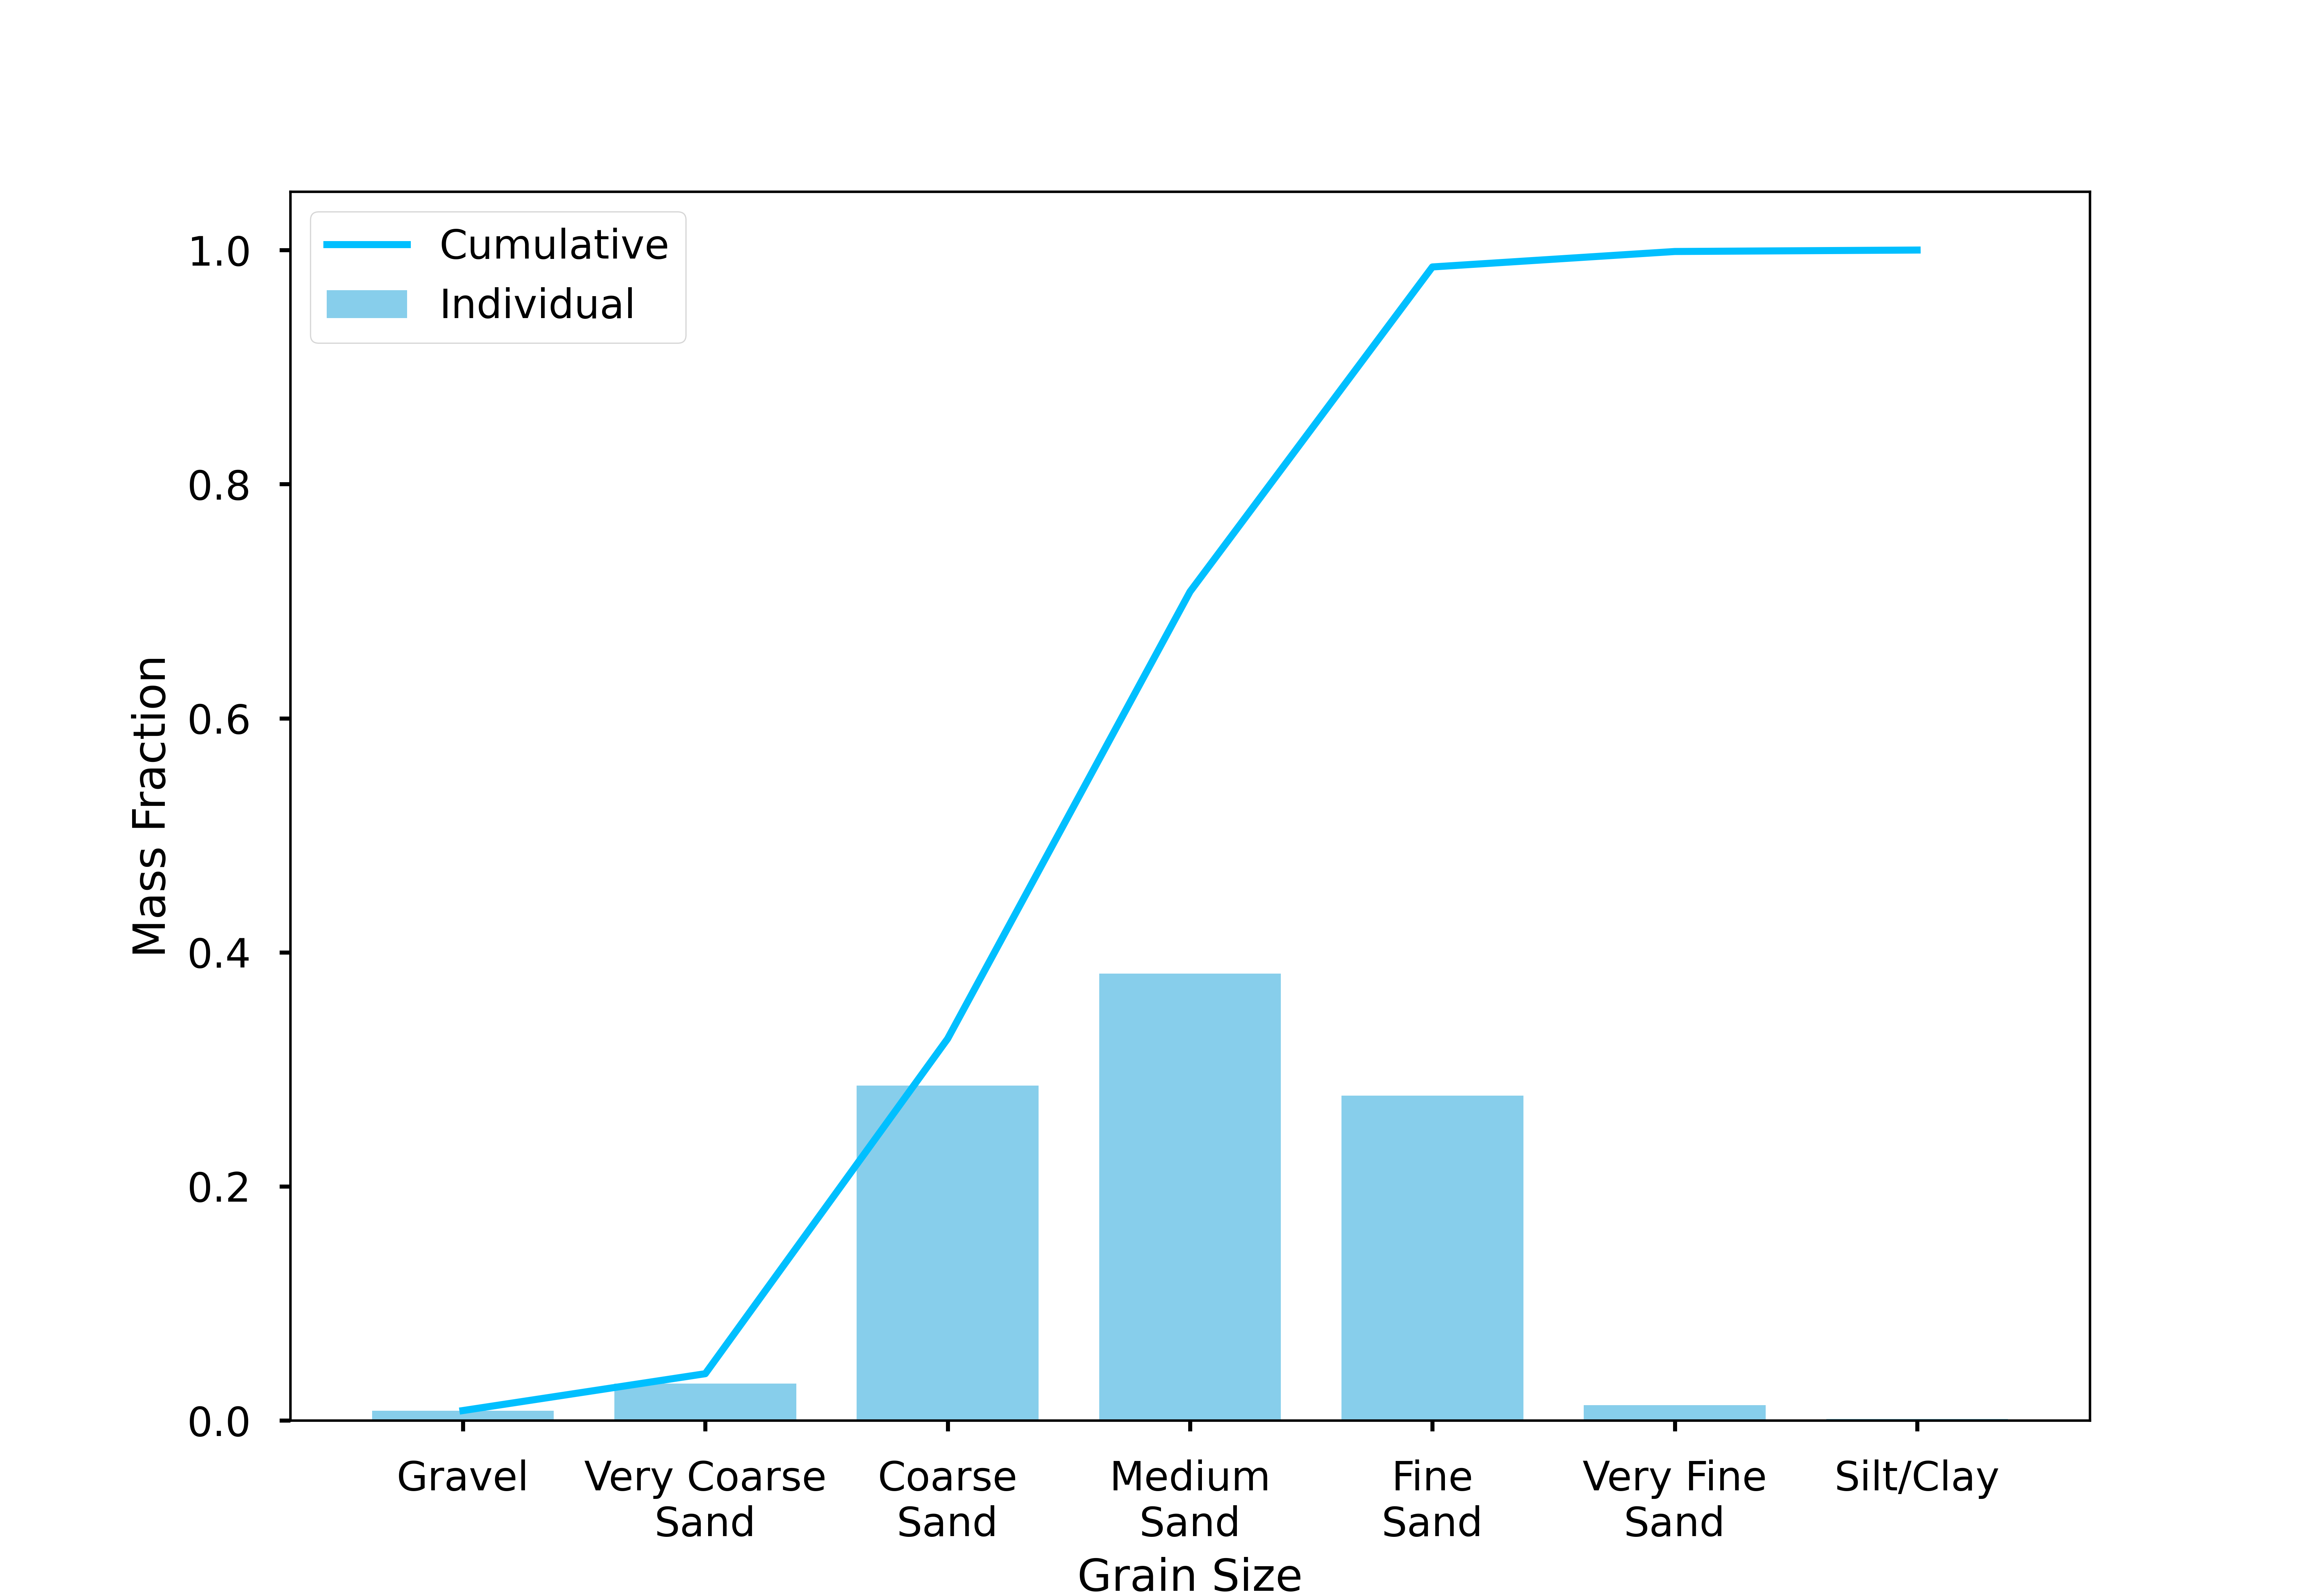 Cumulative
Individual
1.0
0.8
0.6
0.4
0.2
0.0
Mass Fraction
Gravel
Very Coarse
Sand
Coarse
Sand
Medium
Sand
Fine
Sand
Very Fine
Sand
Silt/Clay
Grain Size